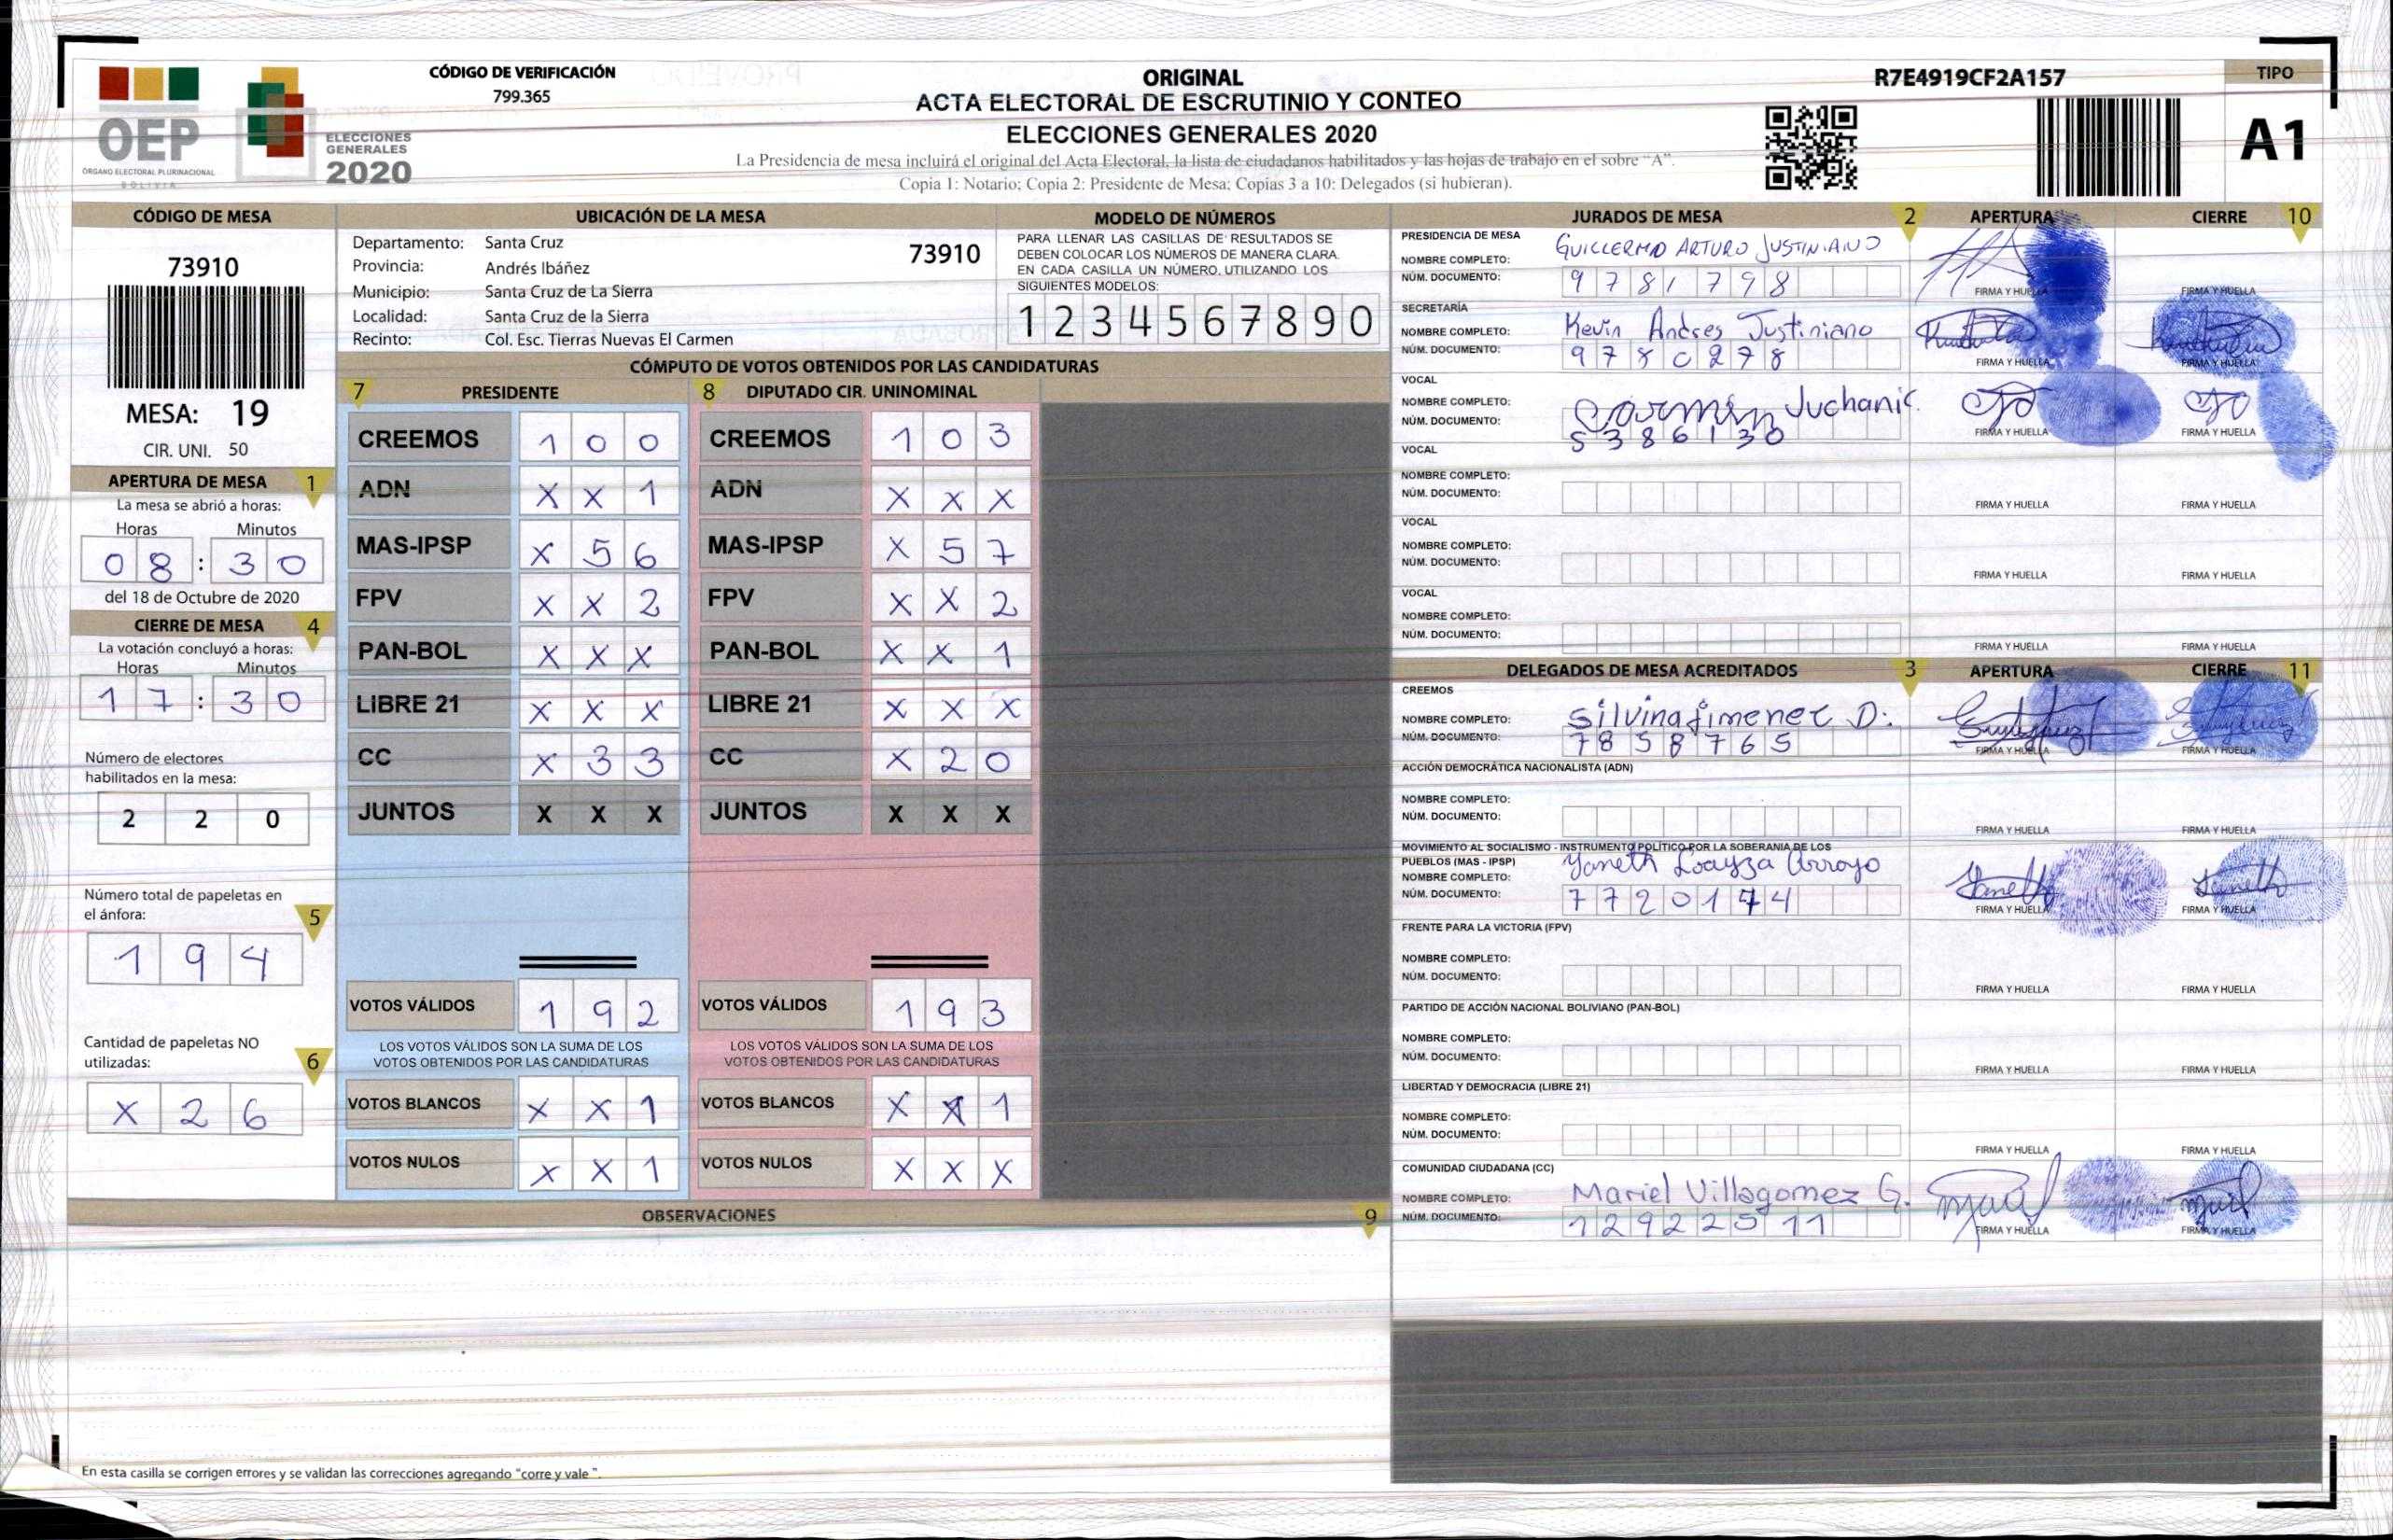 CÓDIGO DE VERIFICACIÓN
799.365
ORIGINAL
ACTA ELECTORAL DE ESCRUTINIO Y CONTEO
ELECCIONES GENERALES 2020
La Presidencia de mesa incluirá el original del Acta Electoral, la lista de ciudadanos habilitados y las hojas de trabajo en el sobre "A".
Copia 1: Notario; Copia 2: Presidente de Mesa; Copias 3 a 10: Delegados (si hubieran).
R7E4919CF2A157
TIPO
A1
OEP
ÓRGANO ELECTORAL PLURINACIONAL
BOLIVIA
ELECCIONES
GENERALES
2020
CÓDIGO DE MESA
73910
MESA: 19
CIR. UNI. 50
APERTURA DE MESA 1
La mesa se abrió a horas:
Horas Minutos
08:30
del 18 de Octubre de 2020
CIERRE DE MESA 4
La votación concluyó a horas:
Horas Minutos
17:30
Número de electores
habilitados en la mesa:
2 2 0
Número total de papeletas en
el ánfora: 5
1 9 4
Cantidad de papeletas NO
utilizadas: 6
X 2 6
UBICACIÓN DE LA MESA
Departamento: Santa Cruz 73910
Provincia: Andrés Ibáñez
Municipio: Santa Cruz de La Sierra
Localidad: Santa Cruz de la Sierra
Recinto: Col. Esc. Tierras Nuevas El Carmen
MODELO DE NÚMEROS
PARA LLENAR LAS CASILLAS DE RESULTADOS SE
DEBEN COLOCAR LOS NÚMEROS DE MANERA CLARA.
EN CADA CASILLA UN NÚMERO, UTILIZANDO LOS
SIGUIENTES MODELOS:
1 2 3 4 5 6 7 8 9 0
CÓMPUTO DE VOTOS OBTENIDOS POR LAS CANDIDATURAS
7 PRESIDENTE 8 DIPUTADO CIR. UNINOMINAL
CREEMOS 1 0 0 CREEMOS 1 0 3
ADN X X 1 ADN X X X
MAS-IPSP X 5 6 MAS-IPSP X 5 7
FPV X X 2 FPV X X 2
PAN-BOL X X X PAN-BOL X X 1
LIBRE 21 X X X LIBRE 21 X X X
CC X 3 3 CC X 2 0
JUNTOS X X X JUNTOS X X X
VOTOS VÁLIDOS 1 9 2 VOTOS VÁLIDOS 1 9 3
LOS VOTOS VÁLIDOS SON LA SUMA DE LOS LOS VOTOS VÁLIDOS SON LA SUMA DE LOS
VOTOS OBTENIDOS POR LAS CANDIDATURAS VOTOS OBTENIDOS POR LAS CANDIDATURAS
VOTOS BLANCOS X X 1 VOTOS BLANCOS X X 1
VOTOS NULOS X X 1 VOTOS NULOS X X X
OBSERVACIONES 9
En esta casilla se corrigen errores y se validan las correcciones agregando "corre y vale".
JURADOS DE MESA 2 APERTURA CIERRE 10
PRESIDENCIA DE MESA
NOMBRE COMPLETO: GUILLERMO ARTURO JUSTINIANO
NÚM. DOCUMENTO: 9781798
FIRMA Y HUELLA FIRMA Y HUELLA
SECRETARÍA
NOMBRE COMPLETO: Kevin Andres Justiniano
NÚM. DOCUMENTO: 9780278
FIRMA Y HUELLA FIRMA Y HUELLA
VOCAL
NOMBRE COMPLETO: Carmen Juchanic.
NÚM. DOCUMENTO: 5386130
FIRMA Y HUELLA FIRMA Y HUELLA
VOCAL
NOMBRE COMPLETO:
NÚM. DOCUMENTO:
FIRMA Y HUELLA FIRMA Y HUELLA
VOCAL
NOMBRE COMPLETO:
NÚM. DOCUMENTO:
FIRMA Y HUELLA FIRMA Y HUELLA
VOCAL
NOMBRE COMPLETO:
NÚM. DOCUMENTO:
FIRMA Y HUELLA FIRMA Y HUELLA
DELEGADOS DE MESA ACREDITADOS 3 APERTURA CIERRE 11
CREEMOS
NOMBRE COMPLETO: Silvina Jimenez D.
NÚM. DOCUMENTO: 7858765
FIRMA Y HUELLA FIRMA Y HUELLA
ACCIÓN DEMOCRÁTICA NACIONALISTA (ADN)
NOMBRE COMPLETO:
NÚM. DOCUMENTO:
FIRMA Y HUELLA FIRMA Y HUELLA
MOVIMIENTO AL SOCIALISMO - INSTRUMENTO POLÍTICO POR LA SOBERANIA DE LOS
PUEBLOS (MAS - IPSP)
NOMBRE COMPLETO: Yaneth Loayza Arroyo
NÚM. DOCUMENTO: 7720144
FIRMA Y HUELLA FIRMA Y HUELLA
FRENTE PARA LA VICTORIA (FPV)
NOMBRE COMPLETO:
NÚM. DOCUMENTO:
FIRMA Y HUELLA FIRMA Y HUELLA
PARTIDO DE ACCIÓN NACIONAL BOLIVIANO (PAN-BOL)
NOMBRE COMPLETO:
NÚM. DOCUMENTO:
FIRMA Y HUELLA FIRMA Y HUELLA
LIBERTAD Y DEMOCRACIA (LIBRE 21)
NOMBRE COMPLETO:
NÚM. DOCUMENTO:
FIRMA Y HUELLA FIRMA Y HUELLA
COMUNIDAD CIUDADANA (CC)
NOMBRE COMPLETO: Mariel Villagomez G.
NÚM. DOCUMENTO: 12922511
FIRMA Y HUELLA FIRMA Y HUELLA